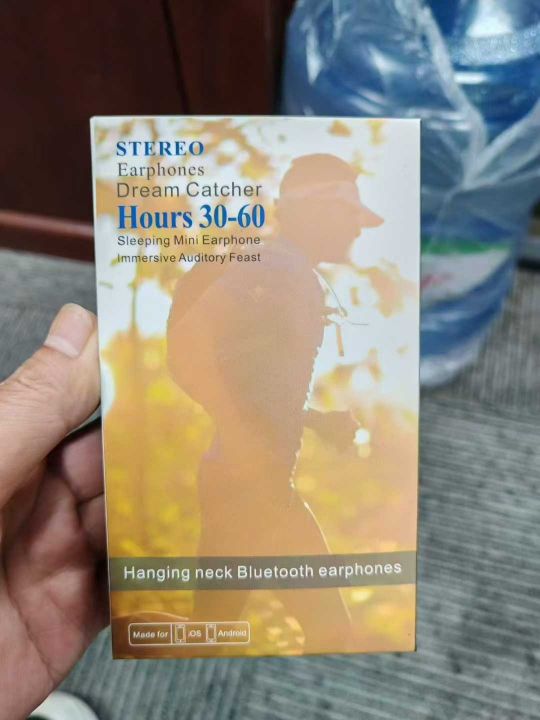 STEREO
Earphones
Dream Catcher
Hours 30-60
Sleeping Mini Earphone
Immersive Auditory Feast
Hanging neck Bluetooth earphones
Made for iOS Android